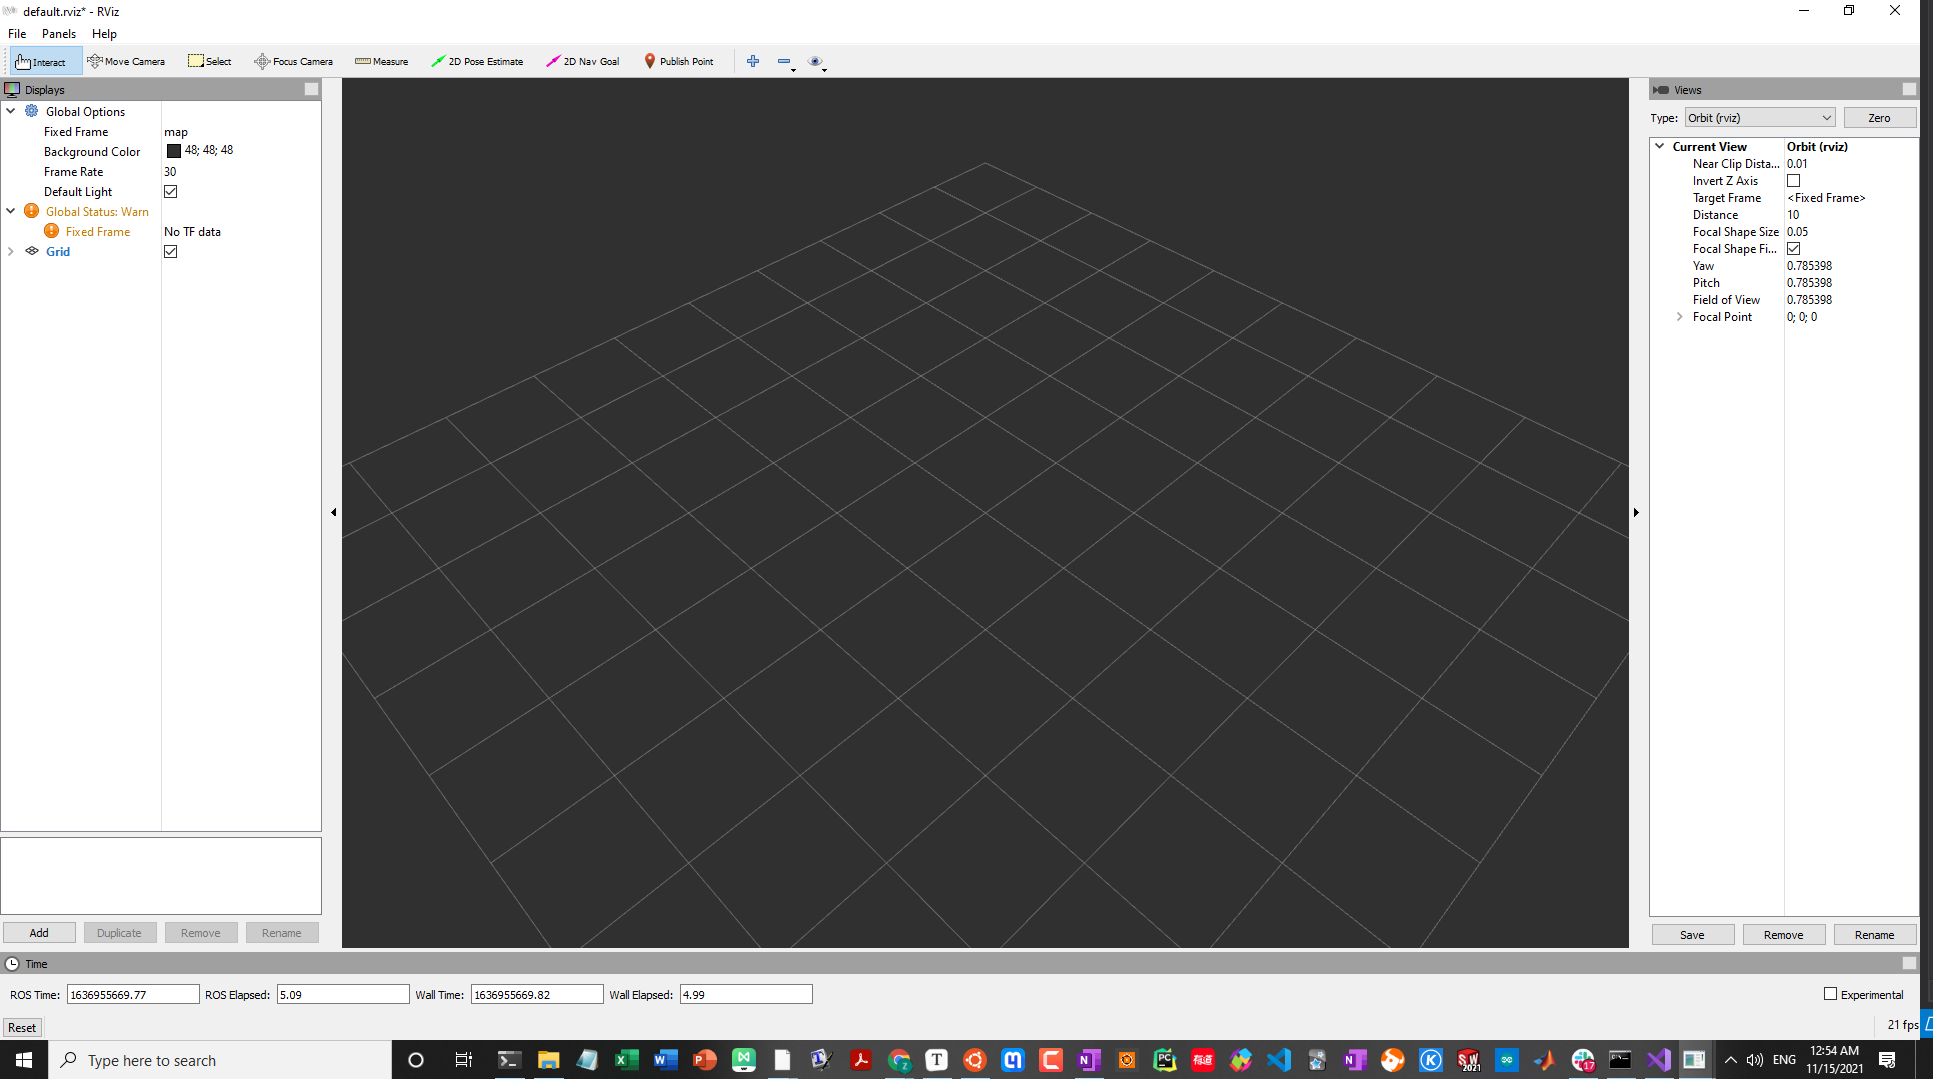 default.rviz* - RViz
File Panels Help
Interact Move Camera Select Focus Camera Measure 2D Pose Estimate 2D Nav Goal Publish Point
Displays
Global Options
Fixed Frame map
Background Color 48; 48; 48
Frame Rate 30
Default Light
Global Status: Warn
Fixed Frame No TF data
Grid
Add Duplicate Remove Rename
Views
Type: Orbit (rviz) Zero
Current View Orbit (rviz)
Near Clip Dista... 0.01
Invert Z Axis
Target Frame <Fixed Frame>
Distance 10
Focal Shape Size 0.05
Focal Shape Fi...
Yaw 0.785398
Pitch 0.785398
Field of View 0.785398
Focal Point 0; 0; 0
Save Remove Rename
Time
ROS Time: 1636955669.77 ROS Elapsed: 5.09 Wall Time: 1636955669.82 Wall Elapsed: 4.99 Experimental
Reset 21 fps
Type here to search
ENG
12:54 AM
11/15/2021